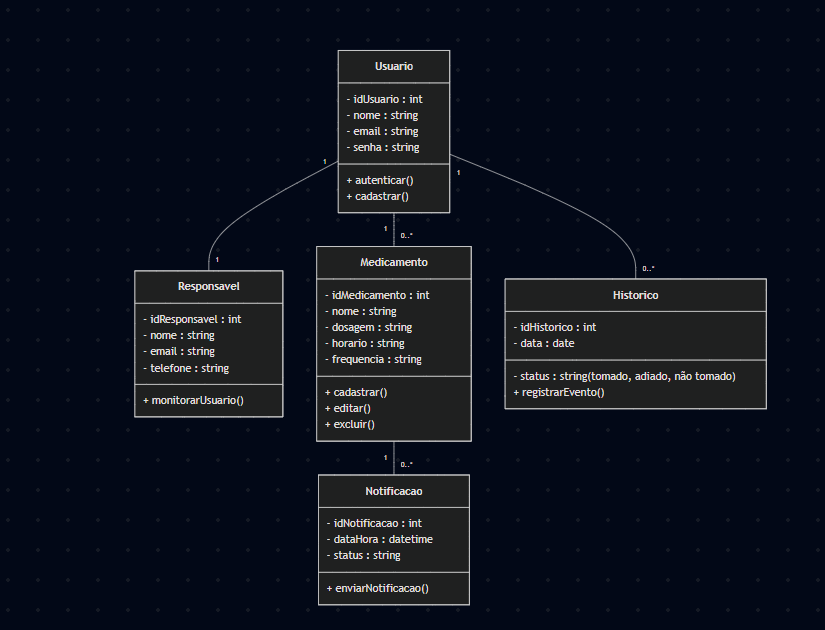 Usuario
- idUsuario : int
- nome : string
- email : string
- senha : string
+ autenticar()
+ cadastrar()
1
1
1
0..*
1
0..*
Responsavel
- idResponsavel : int
- nome : string
- email : string
- telefone : string
+ monitorarUsuario()
Medicamento
- idMedicamento : int
- nome : string
- dosagem : string
- horario : string
- frequencia : string
+ cadastrar()
+ editar()
+ excluir()
Historico
- idHistorico : int
- data : date
- status : string(tomado, adiado, não tomado)
+ registrarEvento()
1
0..*
Notificacao
- idNotificacao : int
- dataHora : datetime
- status : string
+ enviarNotificacao()